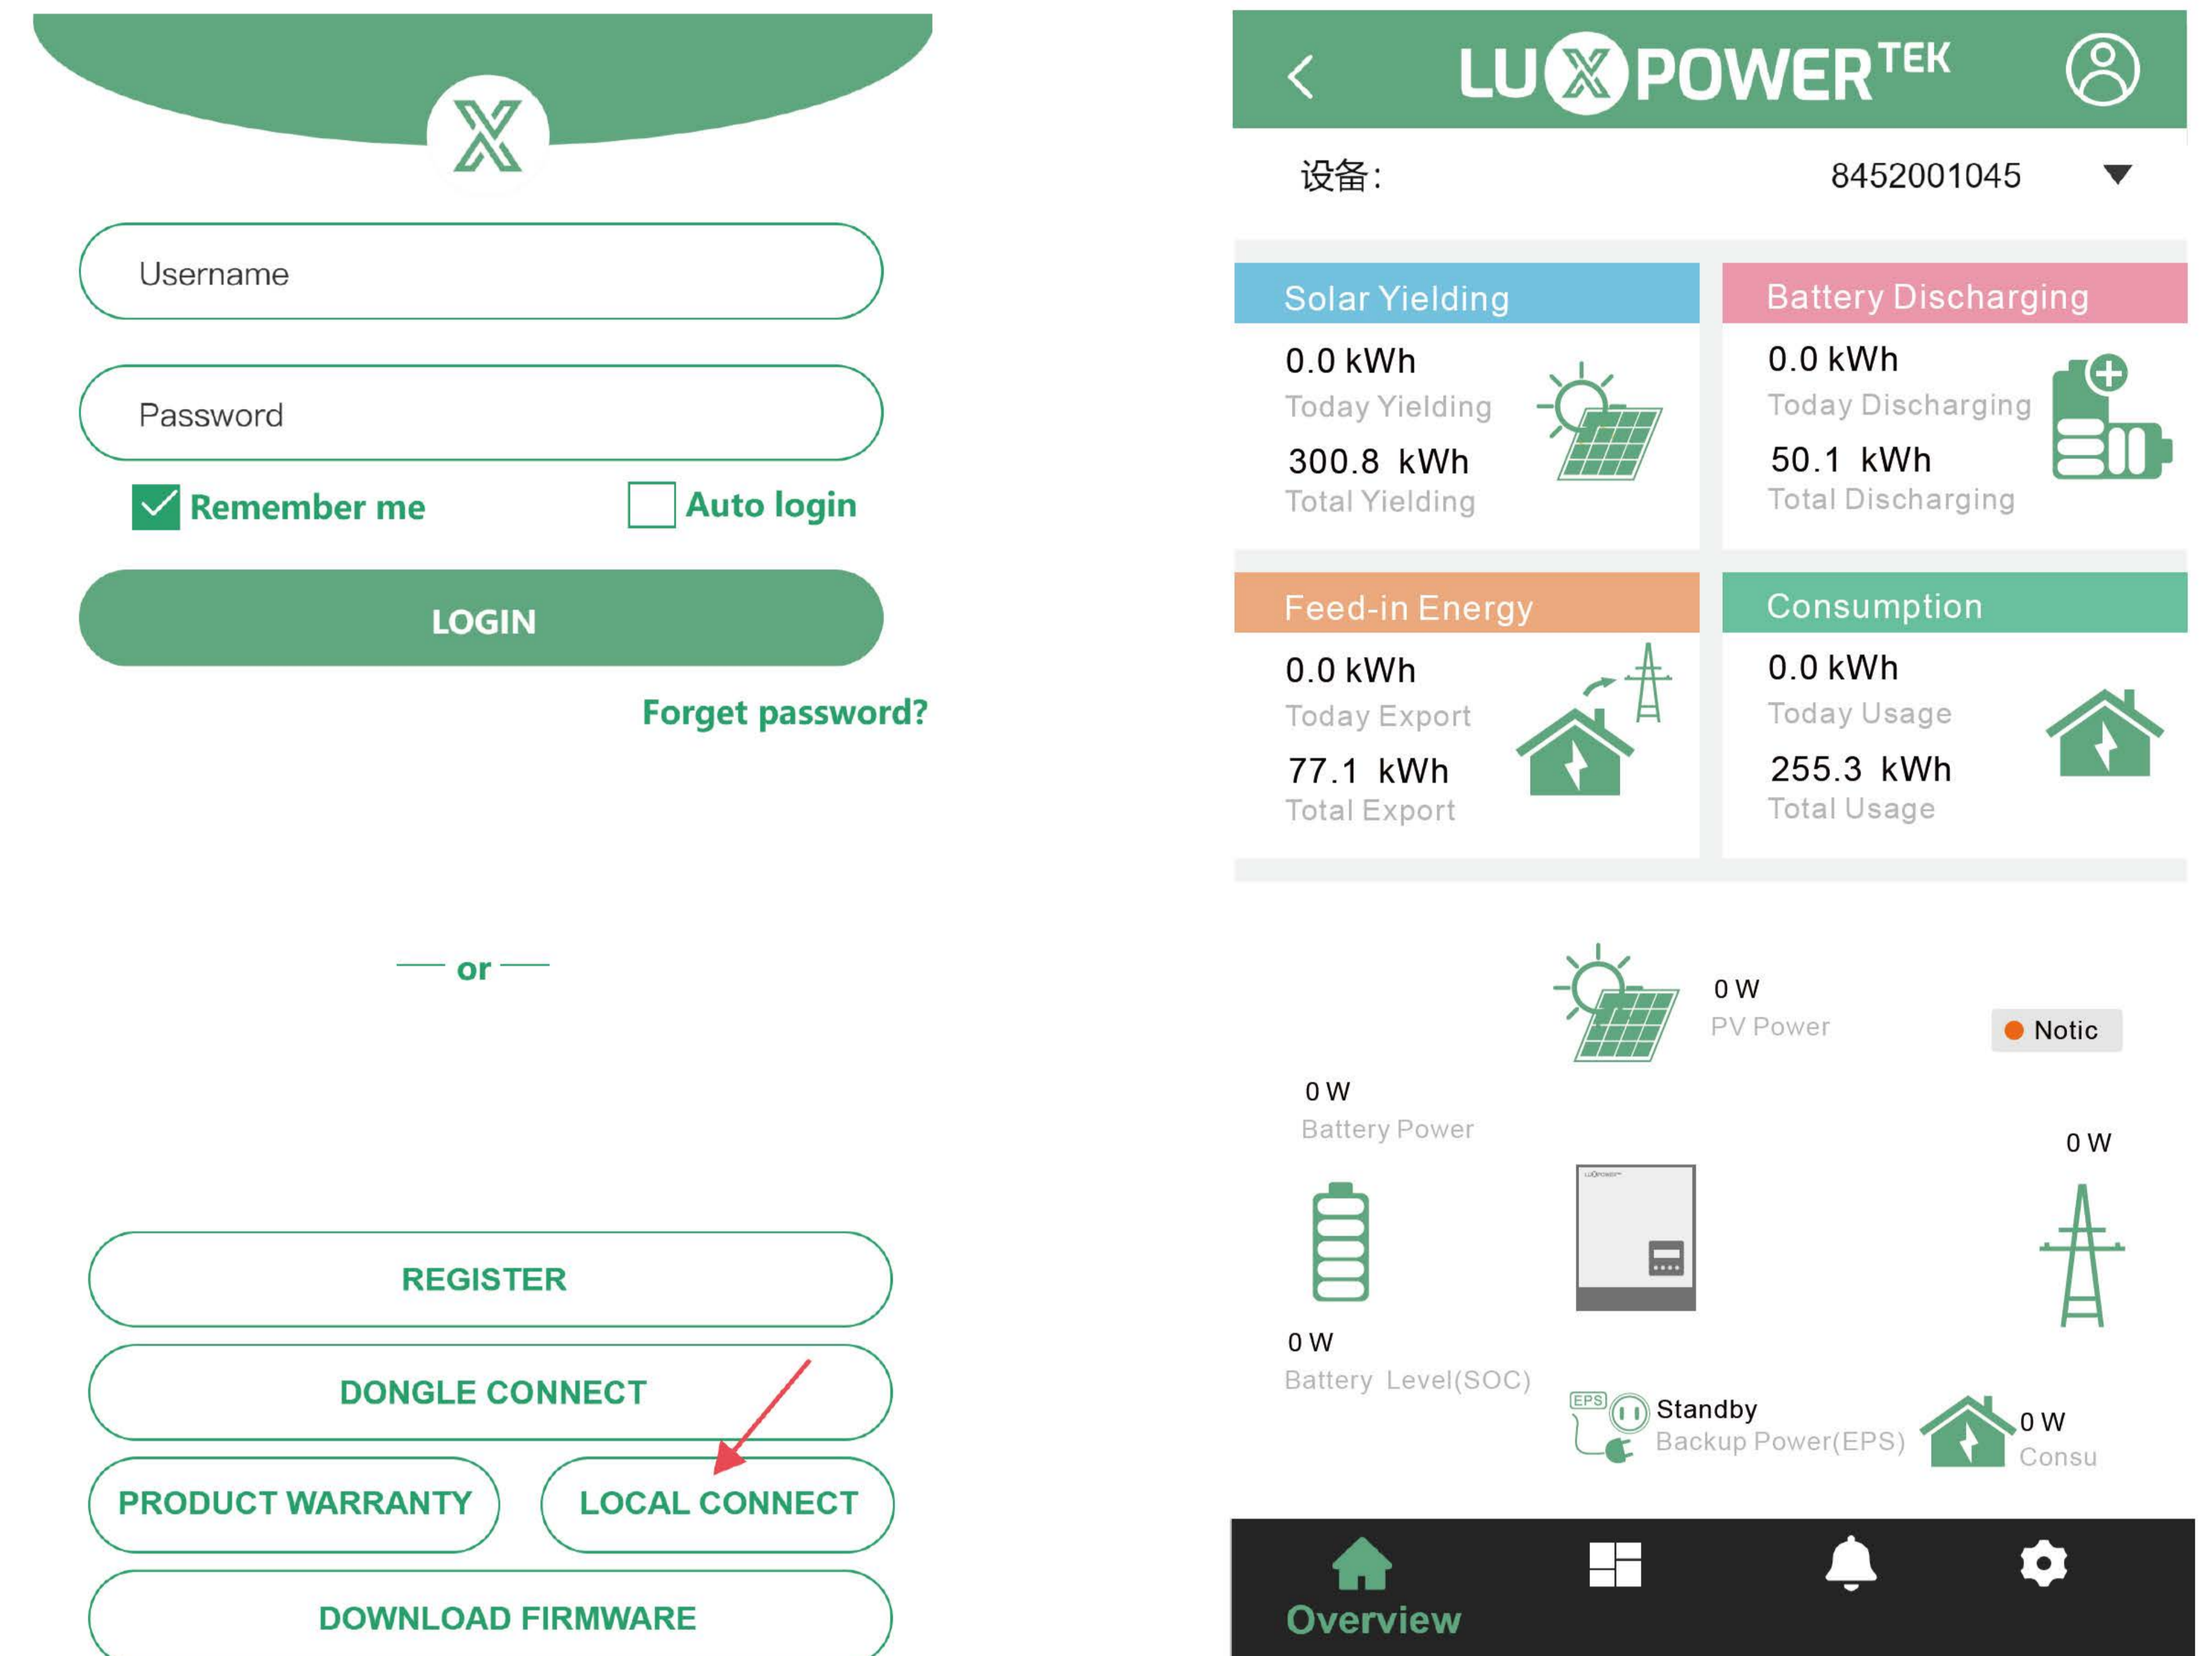 Username
Password
Remember me
Auto login
LOGIN
Forget password?
or
REGISTER
DONGLE CONNECT
PRODUCT WARRANTY
LOCAL CONNECT
DOWNLOAD FIRMWARE
LUXPOWERTEK
设备：
8452001045
Solar Yielding
0.0 kWh
Today Yielding
300.8 kWh
Total Yielding
Battery Discharging
0.0 kWh
Today Discharging
50.1 kWh
Total Discharging
Feed-in Energy
0.0 kWh
Today Export
77.1 kWh
Total Export
Consumption
0.0 kWh
Today Usage
255.3 kWh
Total Usage
0 W
PV Power
Notic
0 W
Battery Power
0 W
LUXPOWERTEK
0 W
Battery Level(SOC)
EPS
Standby
Backup Power(EPS)
0 W
Consu
Overview